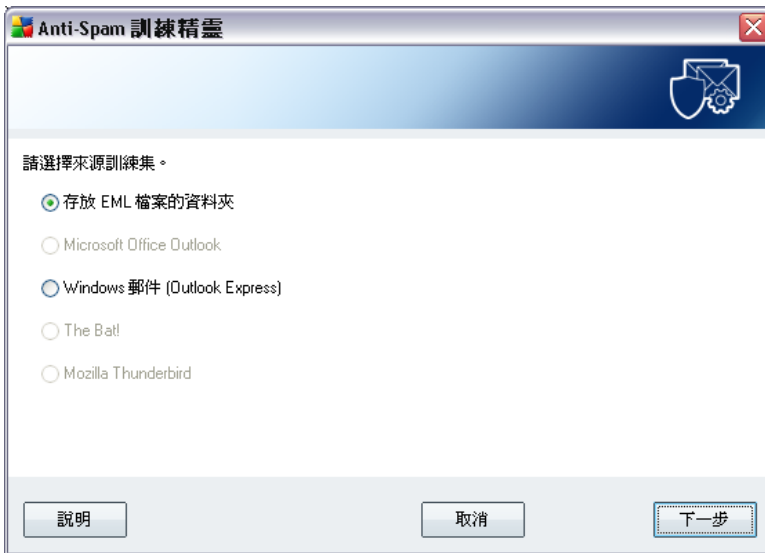 Anti-Spam 訓練精靈
請選擇來源訓練集。
存放 EML 檔案的資料夾
Microsoft Office Outlook
Windows 郵件 (Outlook Express)
The Bat!
Mozilla Thunderbird
說明
取消
下一步